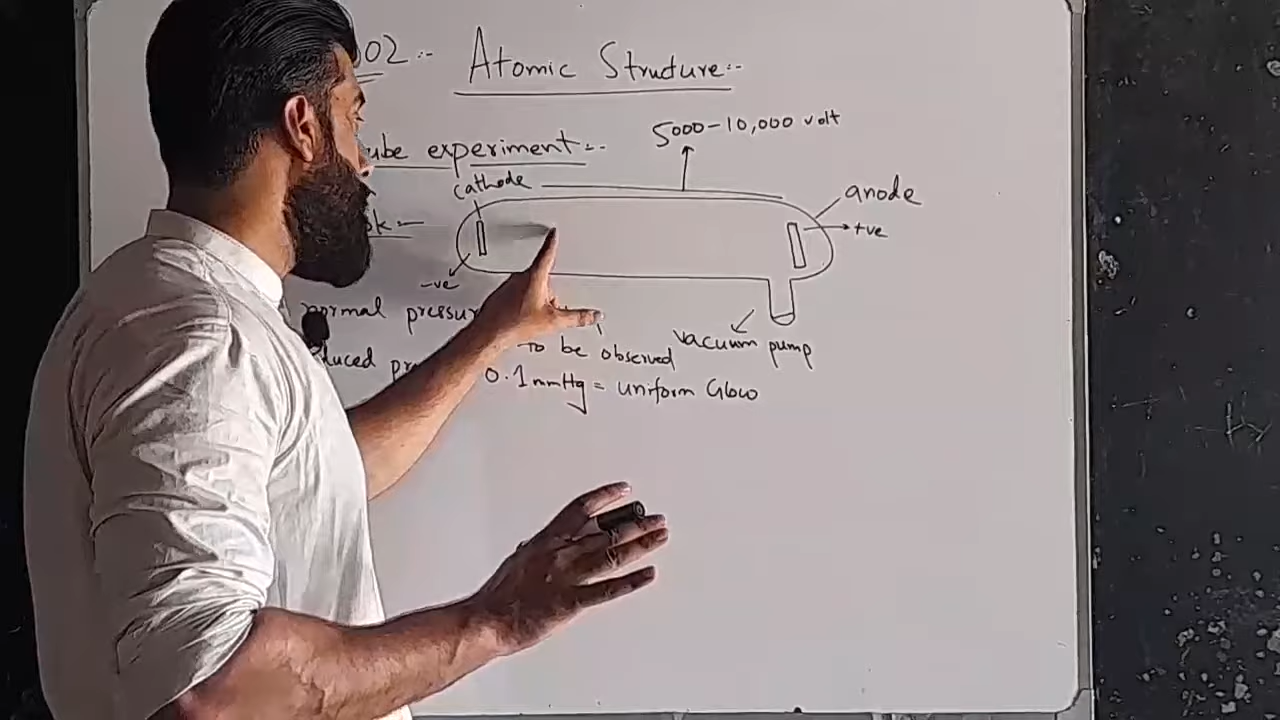 02:- Atomic Structure:-
5000-10,000 volt
ube experiment:-
cathode
anode
+ve
-ve
normal pressu
duced pr
to be observed
vacuum pump
0.1 mmHg = uniform Glow